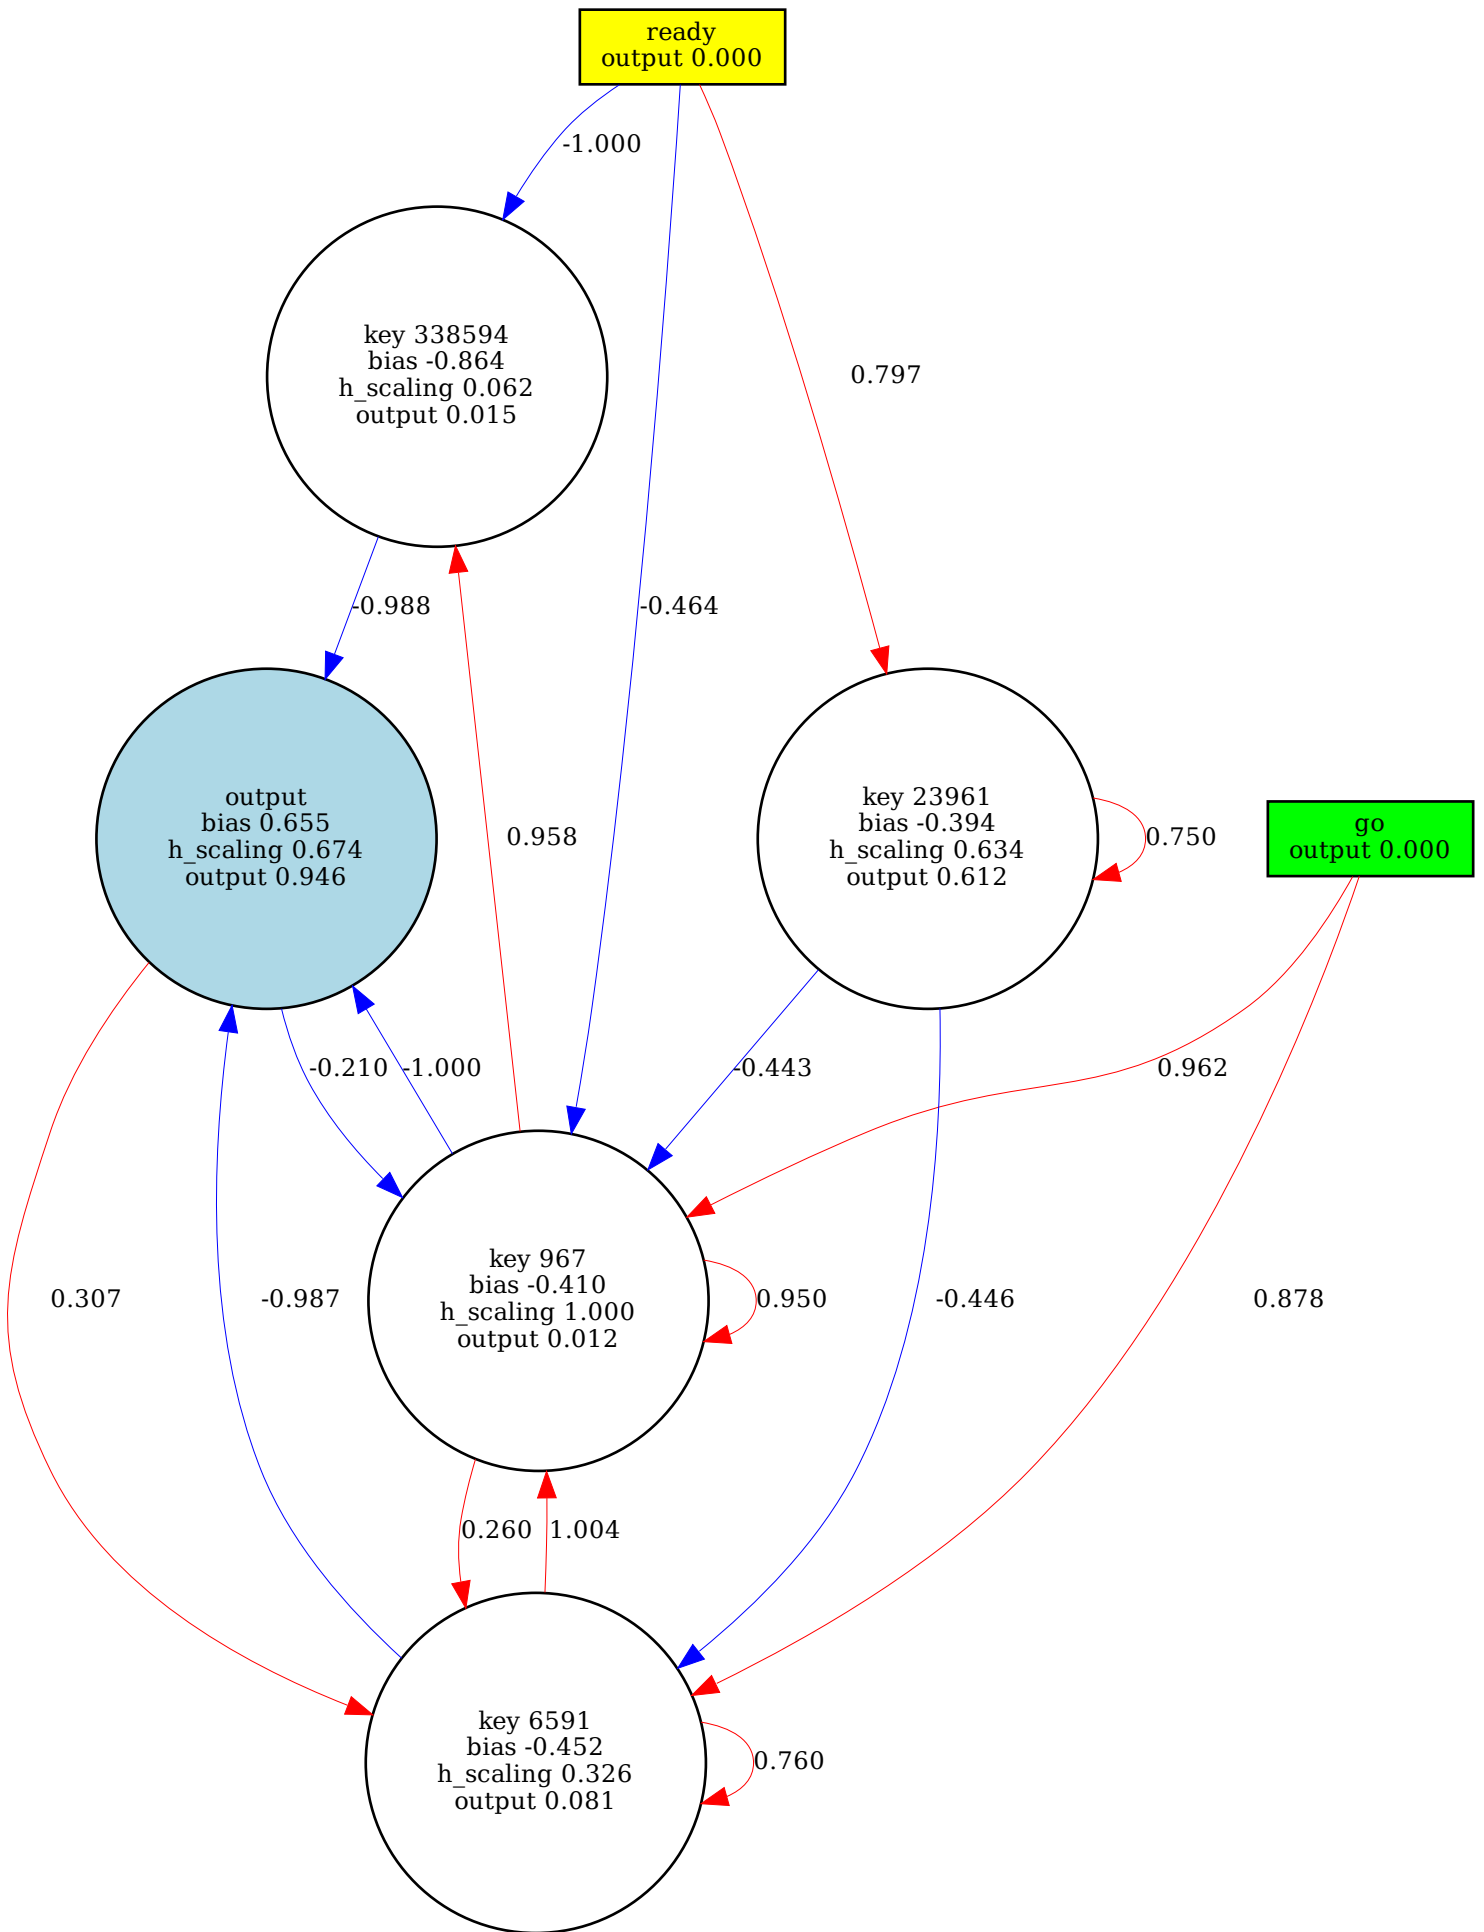 ready
output 0.000
-1.000
key 338594
bias -0.864
h_scaling 0.062
output 0.015
0.797
-0.988
-0.464
output
bias 0.655
h_scaling 0.674
output 0.946
0.958
key 23961
bias -0.394
h_scaling 0.634
output 0.612
0.750
go
output 0.000
-0.210
-1.000
-0.443
0.962
0.307
-0.987
key 967
bias -0.410
h_scaling 1.000
output 0.012
0.950
-0.446
0.878
0.260
1.004
key 6591
bias -0.452
h_scaling 0.326
output 0.081
0.760